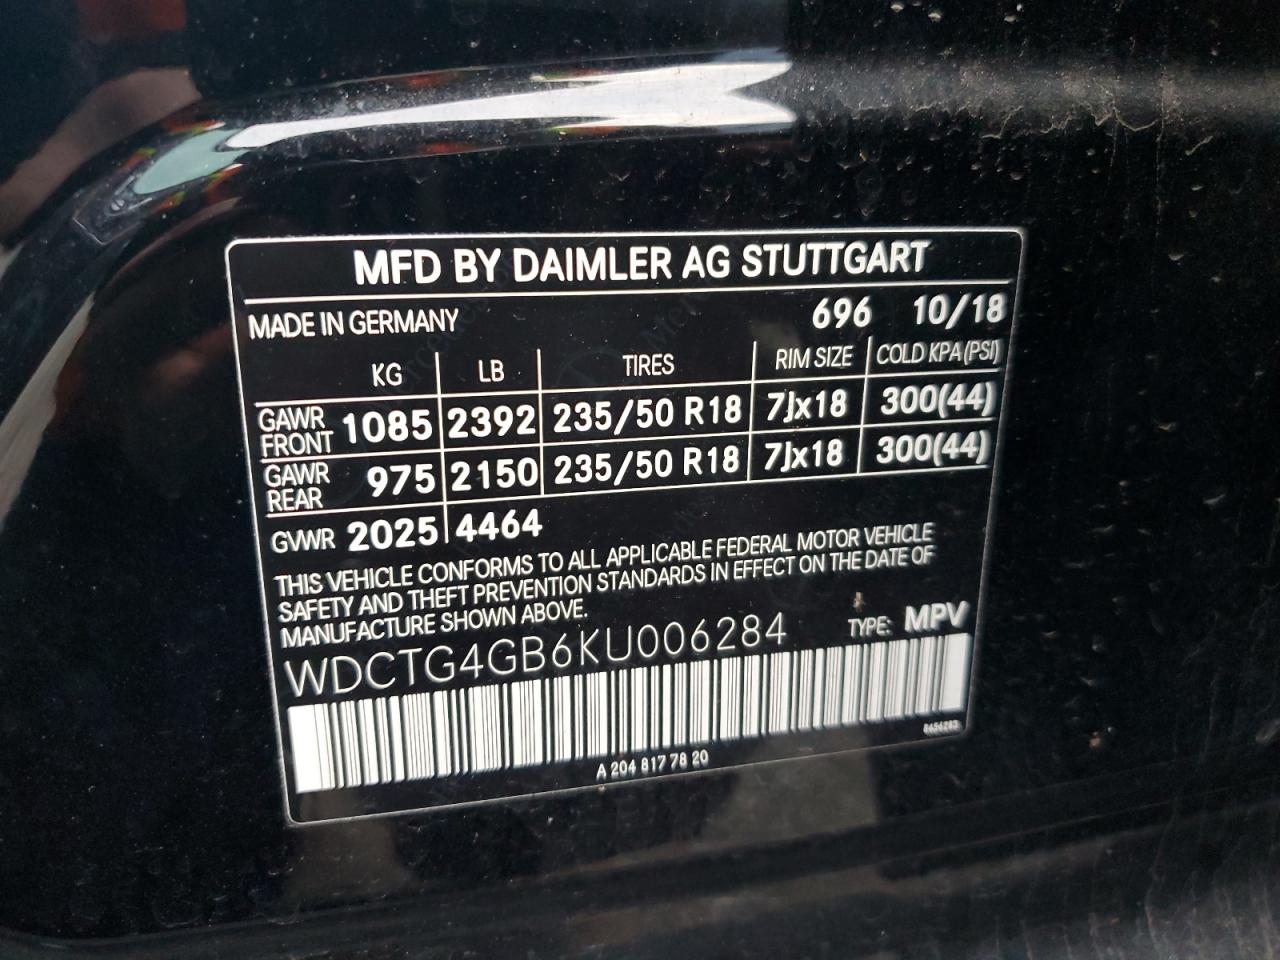 MFD BY DAIMLER AG STUTTGART
MADE IN GERMANY 696 10/18
KG LB TIRES RIM SIZE COLD KPA(PSI)
GAWR FRONT 1085 2392 235/50 R18 7Jx18 300(44)
GAWR REAR 975 2150 235/50 R18 7Jx18 300(44)
GVWR 2025 4464
THIS VEHICLE CONFORMS TO ALL APPLICABLE FEDERAL MOTOR VEHICLE
SAFETY AND THEFT PREVENTION STANDARDS IN EFFECT ON THE DATE OF
MANUFACTURE SHOWN ABOVE.
WDCTG4GB6KU006284 TYPE: MPV
A 204 817 78 20